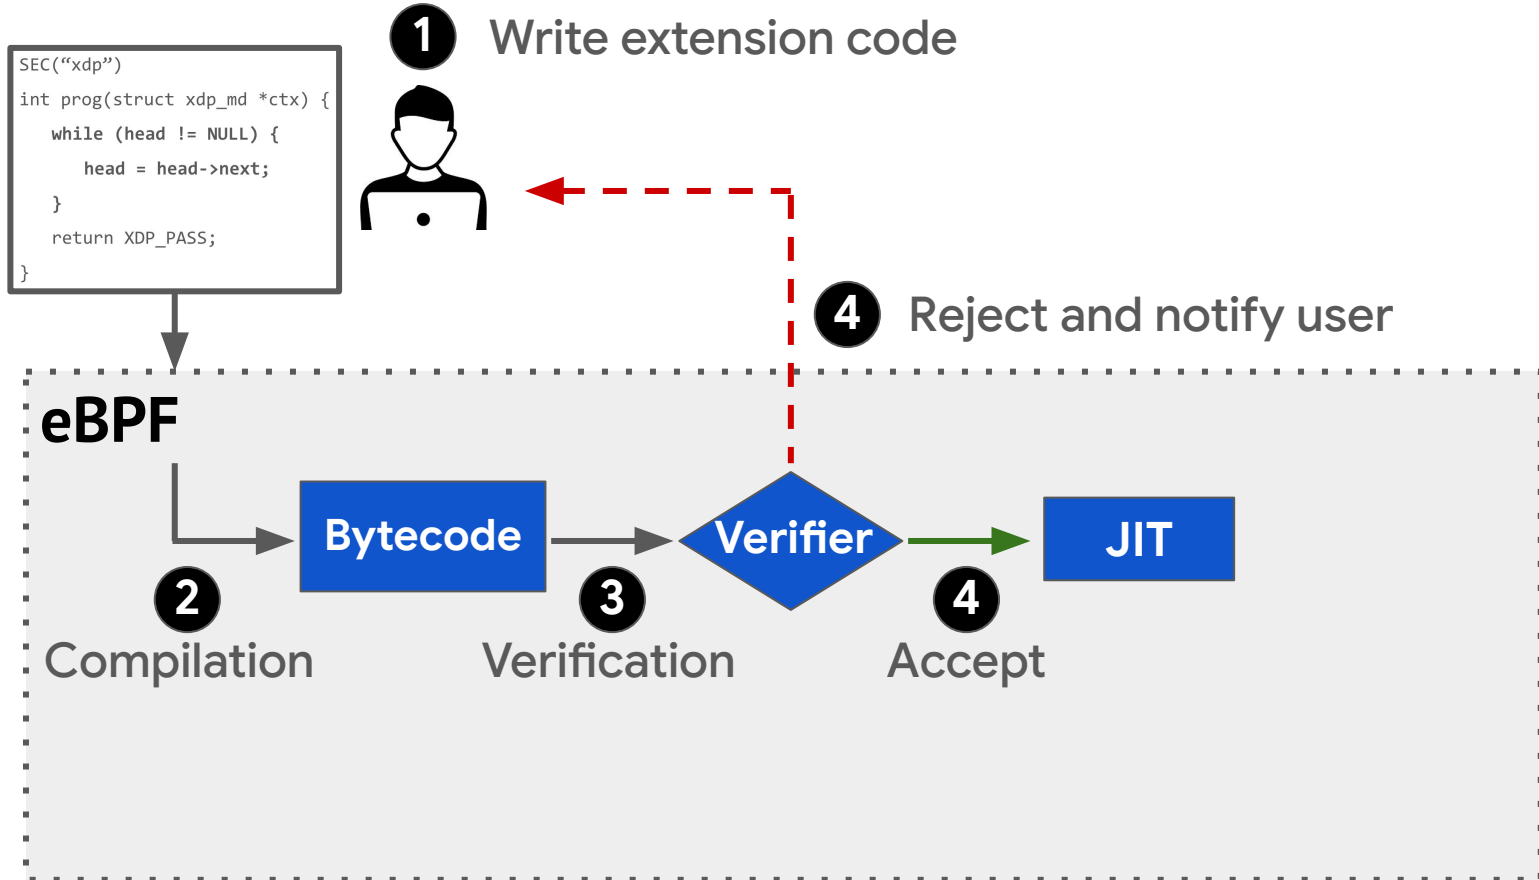 1 Write extension code
SEC(“xdp”)
int prog(struct xdp_md *ctx) {
while (head != NULL) {
head = head->next;
}
return XDP_PASS;
}
4 Reject and notify user
eBPF
Bytecode
Verifier
JIT
2
3
4
Compilation
Verification
Accept